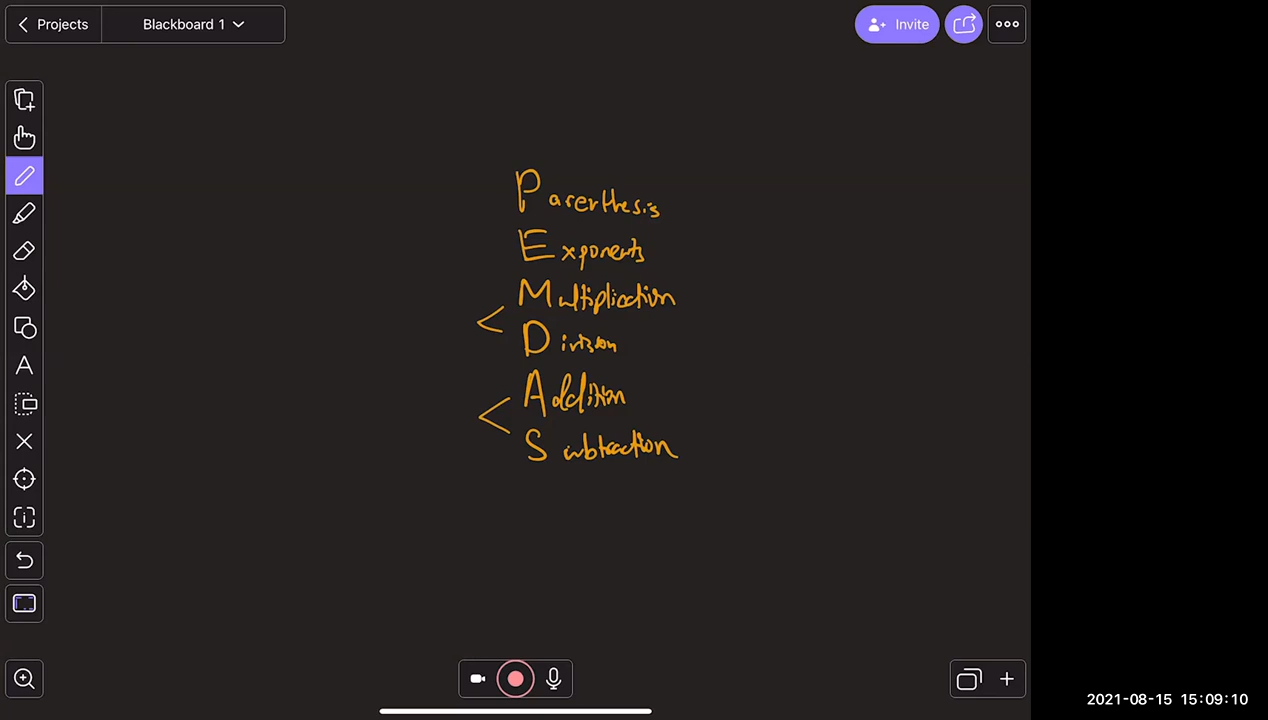 Projects
Blackboard 1
Invite
Parenthesis
Exponents
Multiplication
Division
Addition
Subtraction
2021-08-15 15:09:10